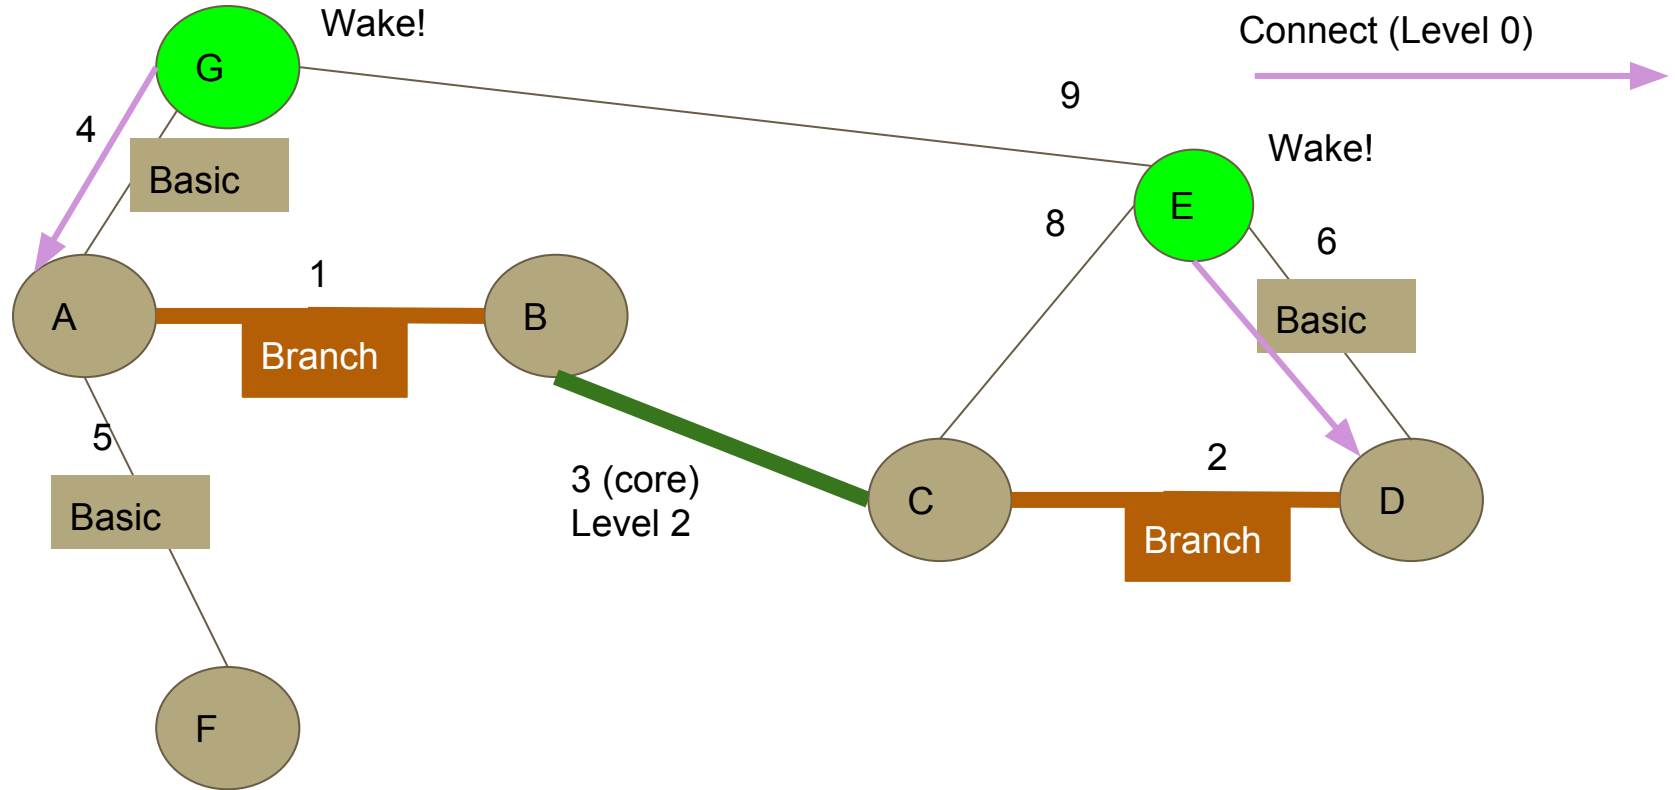 Wake!
Connect (Level 0)
G
9
4
Wake!
Basic
E
8
6
1
A
B
Basic
Branch
5
2
3 (core)
Level 2
C
D
Basic
Branch
F